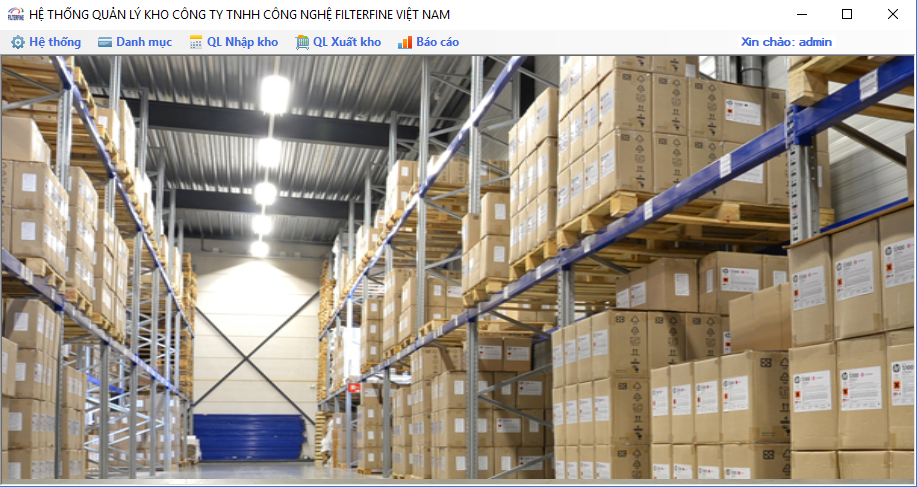 FILTERFINE
HỆ THỐNG QUẢN LÝ KHO CÔNG TY TNHH CÔNG NGHỆ FILTERFINE VIỆT NAM
Hệ thống
Danh mục
QL Nhập kho
QL Xuất kho
Báo cáo
Xin chào: admin